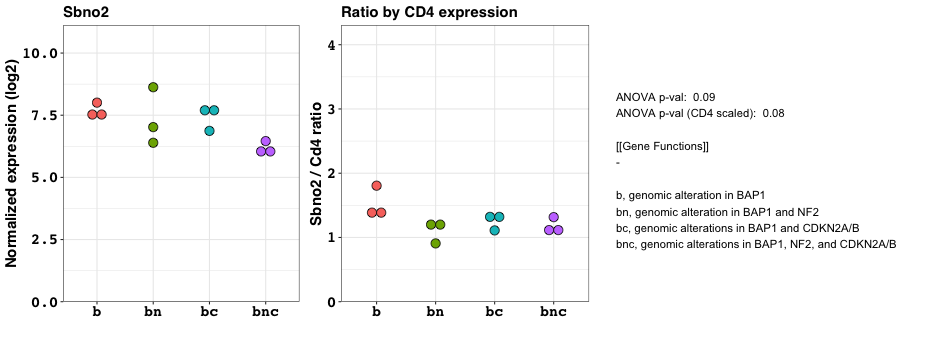 Sbno2
Normalized expression (log2)
10.0
7.5
5.0
2.5
0.0
b bn bc bnc
Ratio by CD4 expression
Sbno2 / Cd4 ratio
4
3
2
1
0
b bn bc bnc
ANOVA p-val: 0.09
ANOVA p-val (CD4 scaled): 0.08
[[Gene Functions]]
-
b, genomic alteration in BAP1
bn, genomic alteration in BAP1 and NF2
bc, genomic alterations in BAP1 and CDKN2A/B
bnc, genomic alterations in BAP1, NF2, and CDKN2A/B